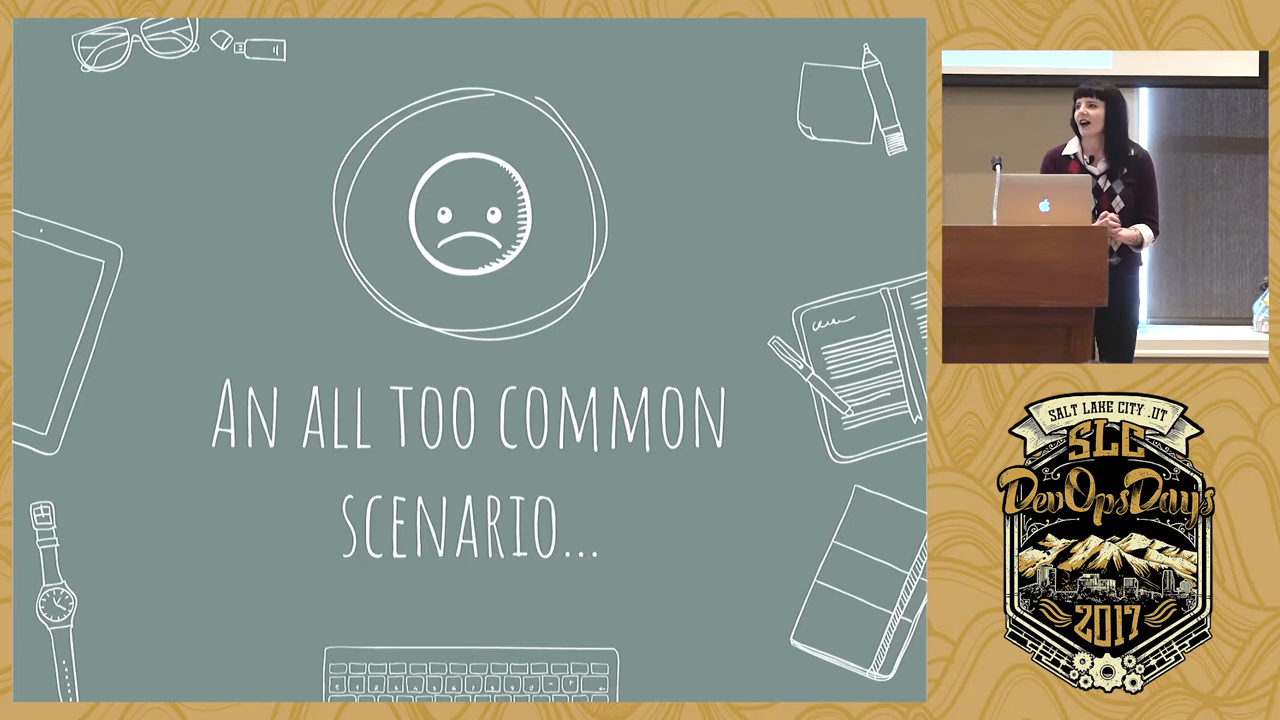 An all too common
scenario...
SALT LAKE CITY .UT
SLC
DevOpsDays
2017